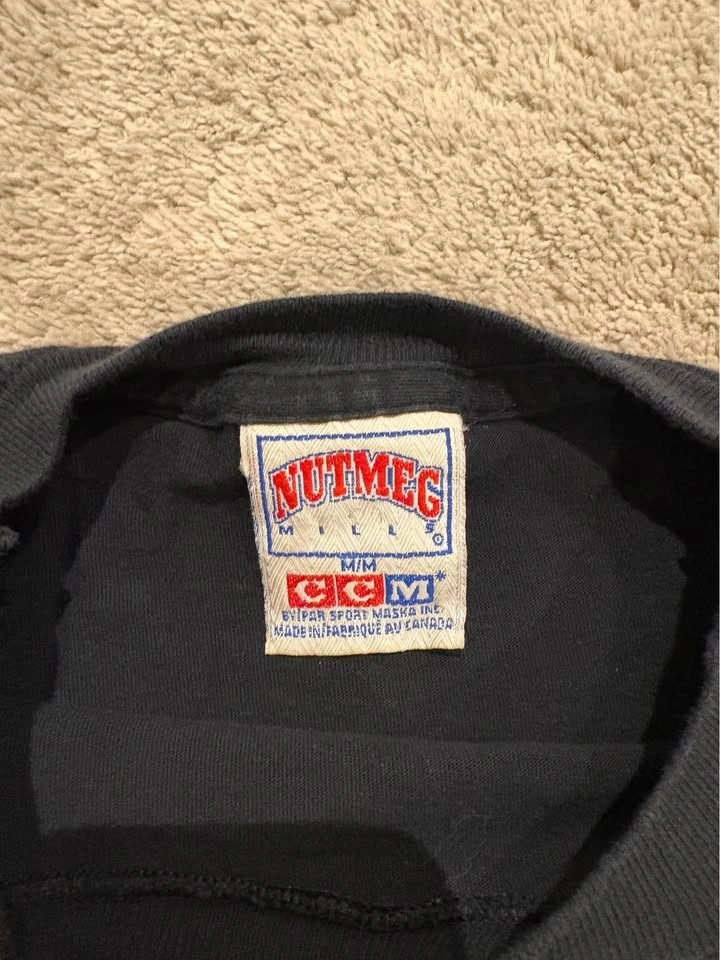 NUTMEG
MILLS®
M/M
CCM*
BY/PAR SPORT MASKA INC.
MADE IN/FABRIQUÉ AU CANADA